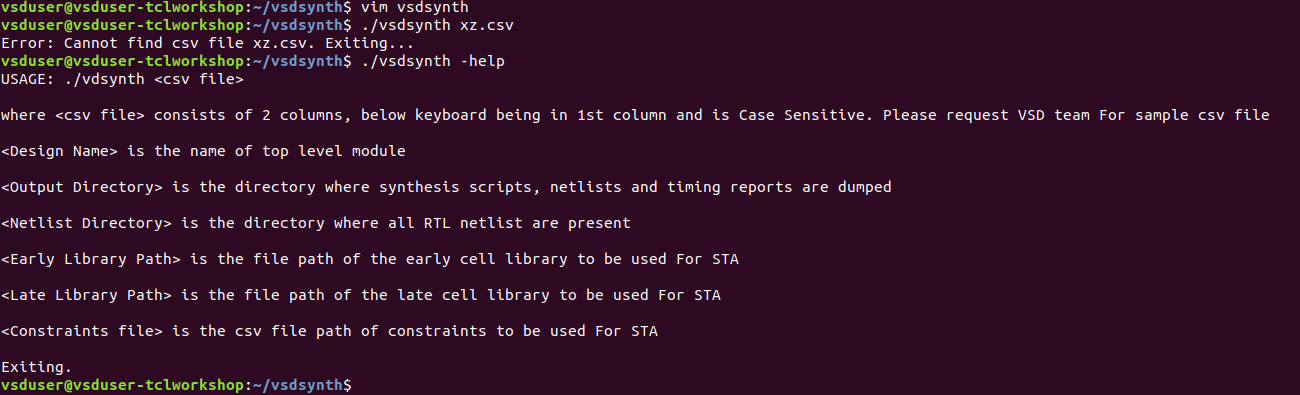 vsduser@vsduser-tclworkshop:~/vsdsynth$ vim vsdsynth
vsduser@vsduser-tclworkshop:~/vsdsynth$ ./vsdsynth xz.csv
Error: Cannot find csv file xz.csv. Exiting...
vsduser@vsduser-tclworkshop:~/vsdsynth$ ./vsdsynth -help
USAGE: ./vdsynth <csv file>
where <csv file> consists of 2 columns, below keyboard being in 1st column and is Case Sensitive. Please request VSD team For sample csv file
<Design Name> is the name of top level module
<Output Directory> is the directory where synthesis scripts, netlists and timing reports are dumped
<Netlist Directory> is the directory where all RTL netlist are present
<Early Library Path> is the file path of the early cell library to be used For STA
<Late Library Path> is the file path of the late cell library to be used For STA
<Constraints file> is the csv file path of constraints to be used For STA
Exiting.
vsduser@vsduser-tclworkshop:~/vsdsynth$